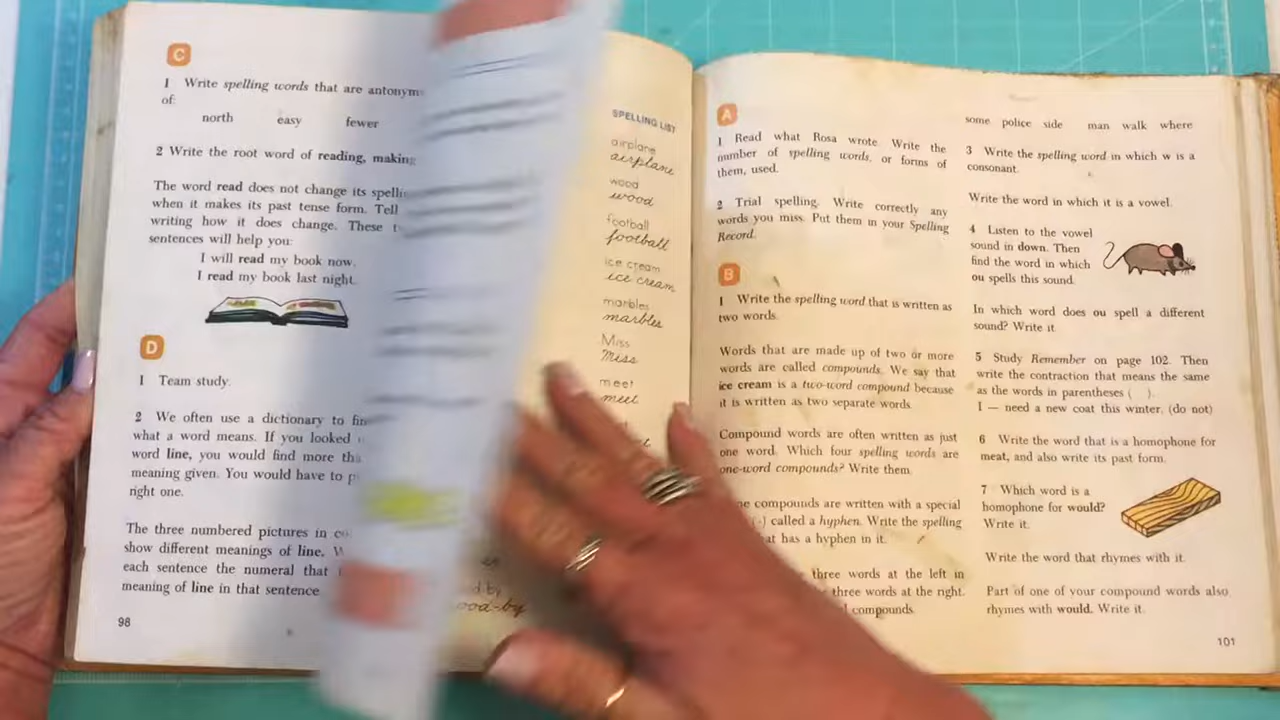 C
1 Write spelling words that are antonyms
of:
north easy fewer
2 Write the root word of reading, making
The word read does not change its spelling
when it makes its past tense form. Tell
writing how it does change. These
sentences will help you:
I will read my book now.
I read my book last night.
D
1 Team study.
2 We often use a dictionary to find
what a word means. If you looked
word line, you would find more
meaning given. You would have to
right one.
The three numbered pictures in
show different meanings of line.
each sentence the numeral that
meaning of line in that sentence
98
SPELLING LIST
airplane
airplane
wood
wood
football
football
ice cream
ice cream
marbles
marbles
Miss
Miss
meet
meet
A
1 Read what Rosa wrote. Write the
number of spelling words, or forms of
them, used.
2 Trial spelling. Write correctly any
words you miss. Put them in your Spelling
Record.
B
1 Write the spelling word that is written as
two words.
Words that are made up of two or more
words are called compounds. We say that
ice cream is a two-word compound because
it is written as two separate words.
Compound words are often written as just
one word. Which four spelling words are
one-word compounds? Write them.
compounds are written with a special
(-) called a hyphen. Write the spelling
that has a hyphen in it.
three words at the left in
three words at the right.
compounds.
some police side man walk where
3 Write the spelling word in which w is a
consonant.
Write the word in which it is a vowel.
4 Listen to the vowel
sound in down. Then
find the word in which
ou spells this sound.
In which word does ou spell a different
sound? Write it.
5 Study Remember on page 102. Then
write the contraction that means the same
as the words in parentheses ( ).
I — need a new coat this winter. (do not)
6 Write the word that is a homophone for
meat, and also write its past form.
7 Which word is a
homophone for would?
Write it.
Write the word that rhymes with it.
Part of one of your compound words also
rhymes with would. Write it.
101